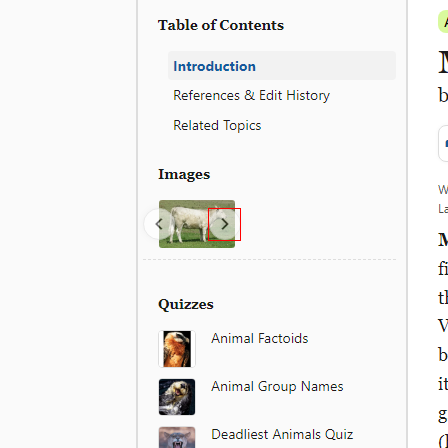 Table of Contents
Introduction
References & Edit History
Related Topics
Images
Quizzes
Animal Factoids
Animal Group Names
Deadliest Animals Quiz